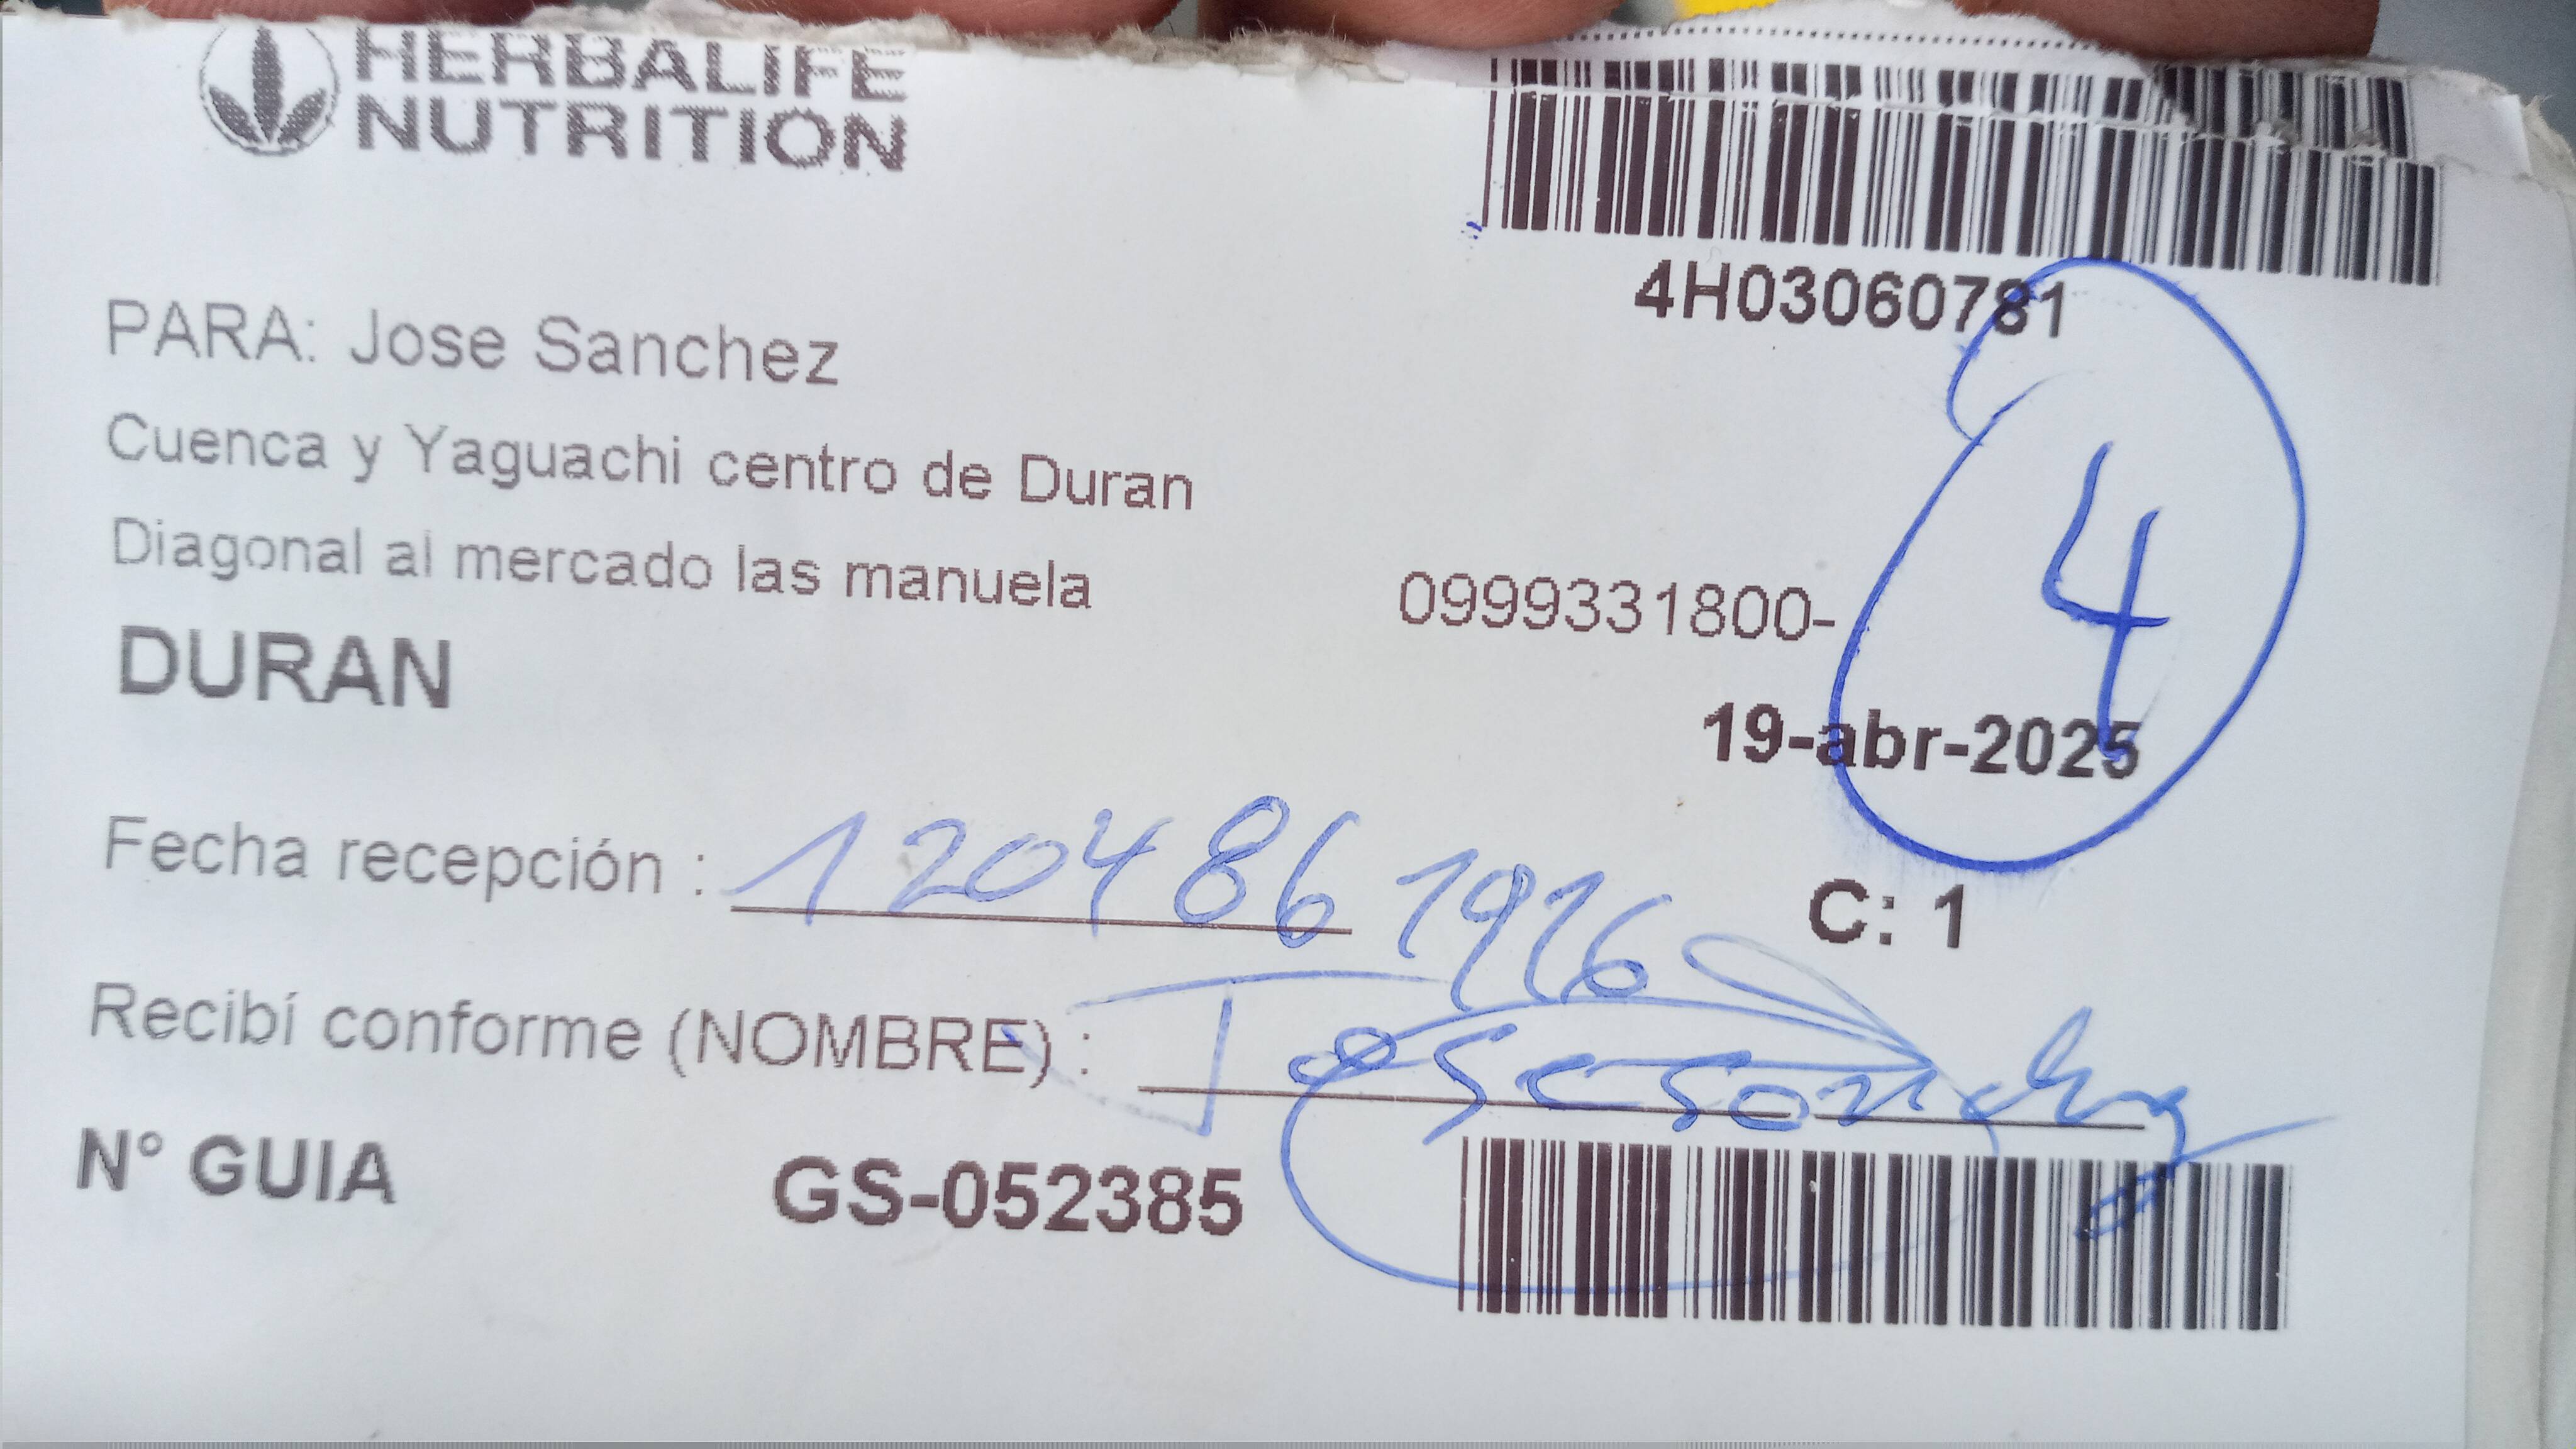 HERBALIFE
NUTRITION
4H03060781
PARA: Jose Sanchez
Cuenca y Yaguachi centro de Duran
Diagonal al mercado las manuela
0999331800-
4
DURAN
19-abr-2025
Fecha recepción : 1204861916
C: 1
Recibí conforme (NOMBRE) : Jose
N° GUIA GS-052385